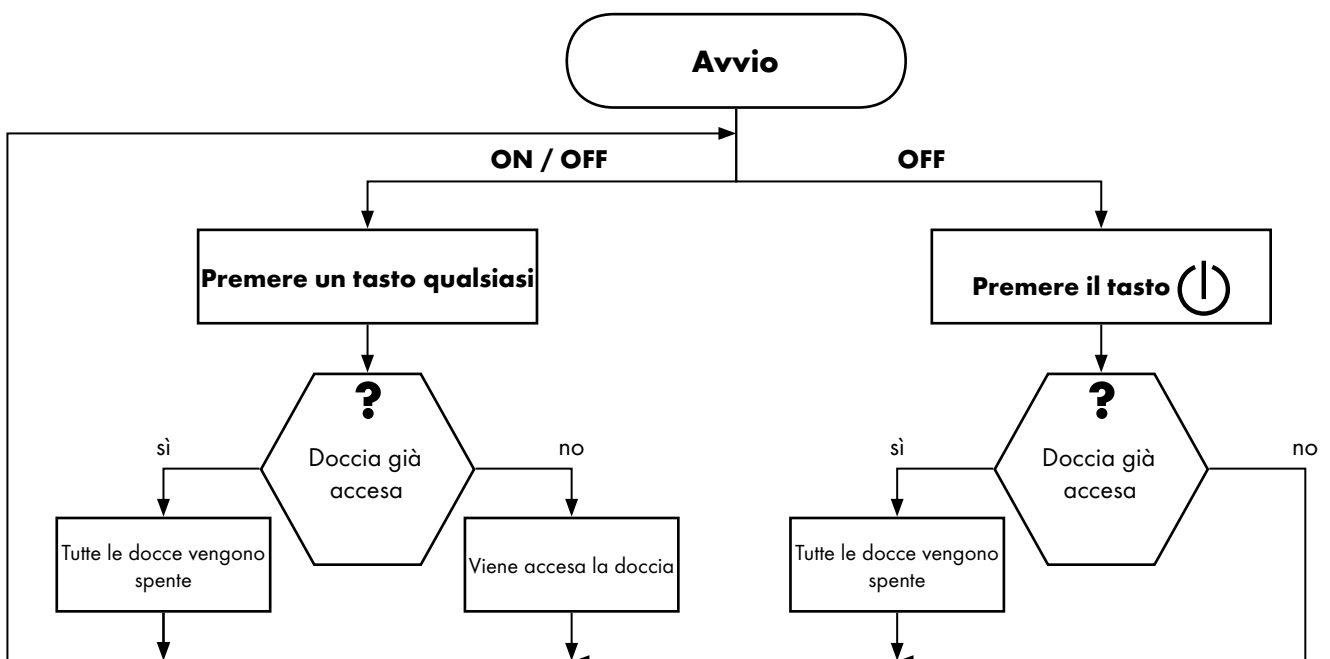 Avvio
ON / OFF
OFF
Premere un tasto qualsiasi
Premere il tasto
?
Doccia già
accesa
sì
no
Tutte le docce vengono
spente
Viene accesa la doccia
?
Doccia già
accesa
sì
no
Tutte le docce vengono
spente